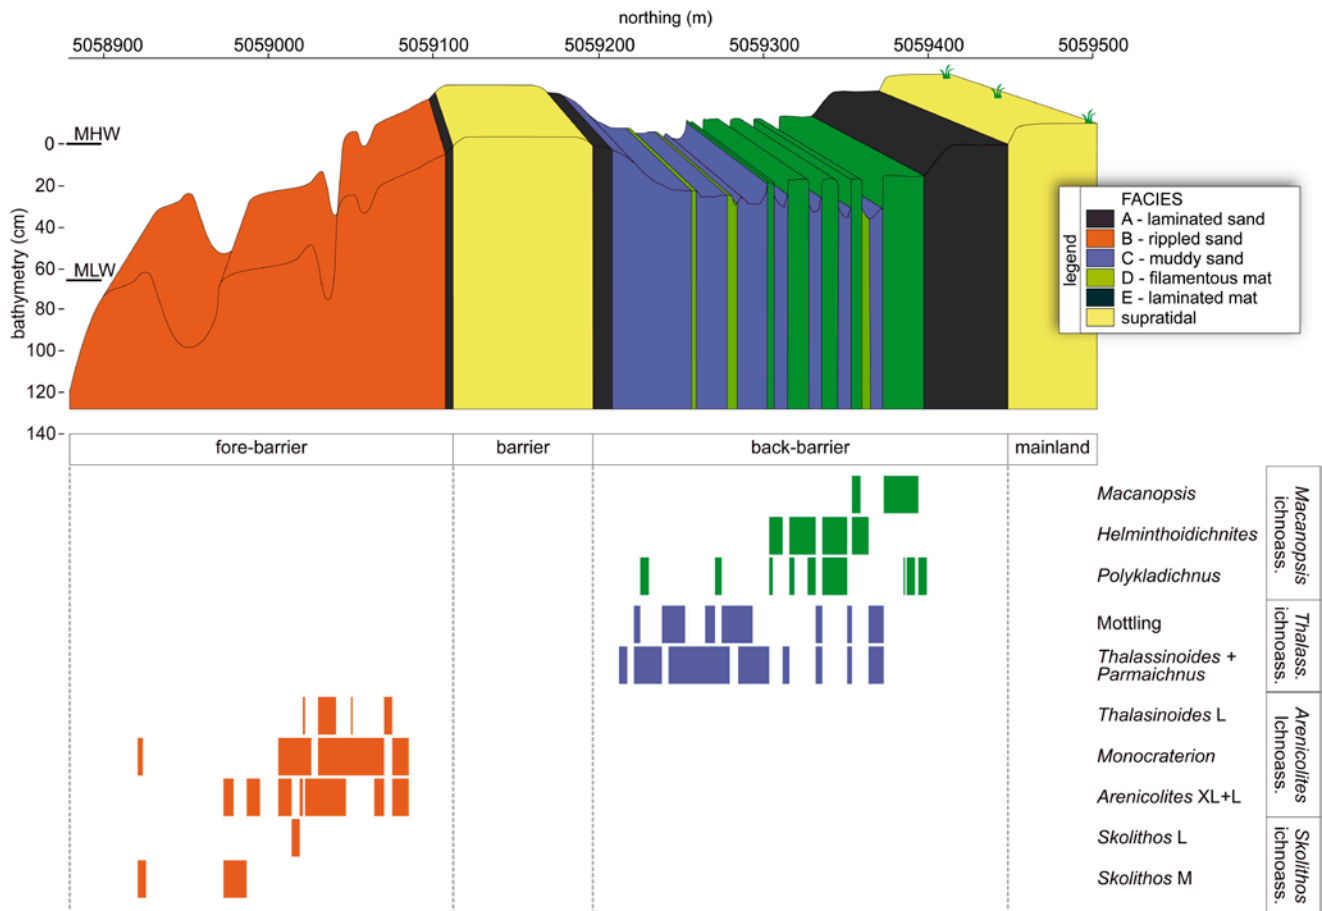 northing (m)
5058900 5059000 5059100 5059200 5059300 5059400 5059500
MHW
0
20
40
60
MLW
80
100
120
140
bathymetry (cm)
legend
FACIES
A - laminated sand
B - rippled sand
C - muddy sand
D - filamentous mat
E - laminated mat
supratidal
fore-barrier barrier back-barrier mainland
Macanopsis
Helminthoidichnites
Polykladichnus
Macanopsis
ichnoass.
Mottling
Thalassinoides +
Parmaichnus
Thalass.
ichnoass.
Thalasinoides L
Monocraterion
Arenicolites XL+L
Arenicolites
Ichnoass.
Skolithos L
Skolithos M
Skolithos
ichnoass.